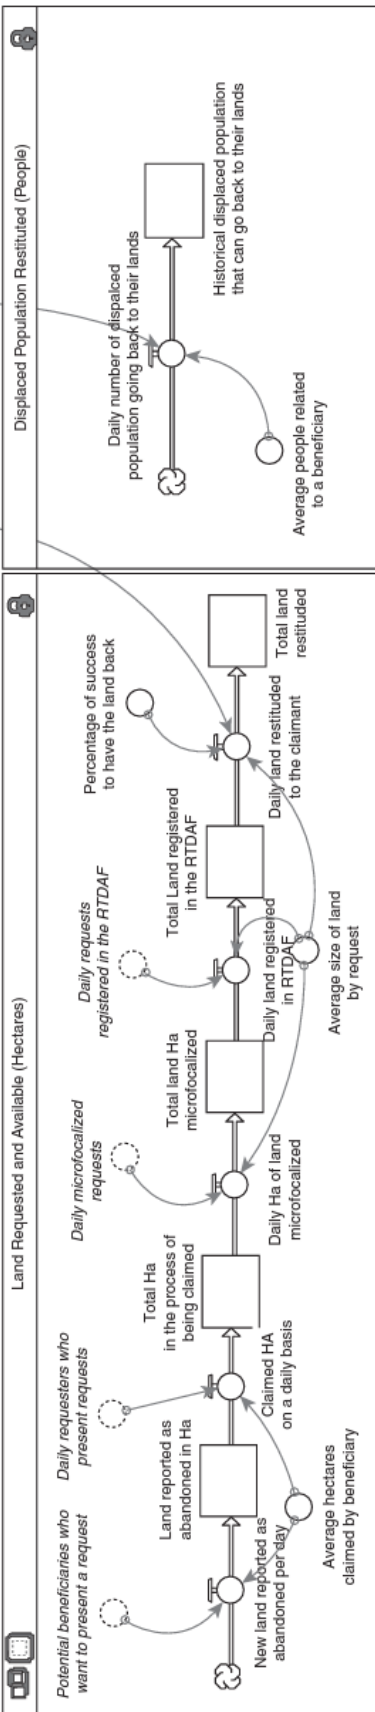 Land Requested and Available (Hectares)
Potential beneficiaries who
want to present a request
Daily requesters who
present requests
Daily microfocalized
requests
Daily requests
registered in the RTDAF
Percentage of success
to have the land back
Land reported as
abandoned in Ha
Total Ha
in the process of
being claimed
Total land Ha
microfocalized
Total Land registered
in the RTDAF
Total land
restituded
New land reported as
abandoned per day
Claimed HA
on a daily basis
Daily Ha of land
microfocalized
Daily land registered
in RTDAF
Daily land restituded
to the claimant
Average hectares
claimed by beneficiary
Average size of land
by request
Displaced Population Restituted (People)
Daily number of dispalced
population going back to their lands
Historical displaced population
that can go back to their lands
Average people related
to a beneficiary